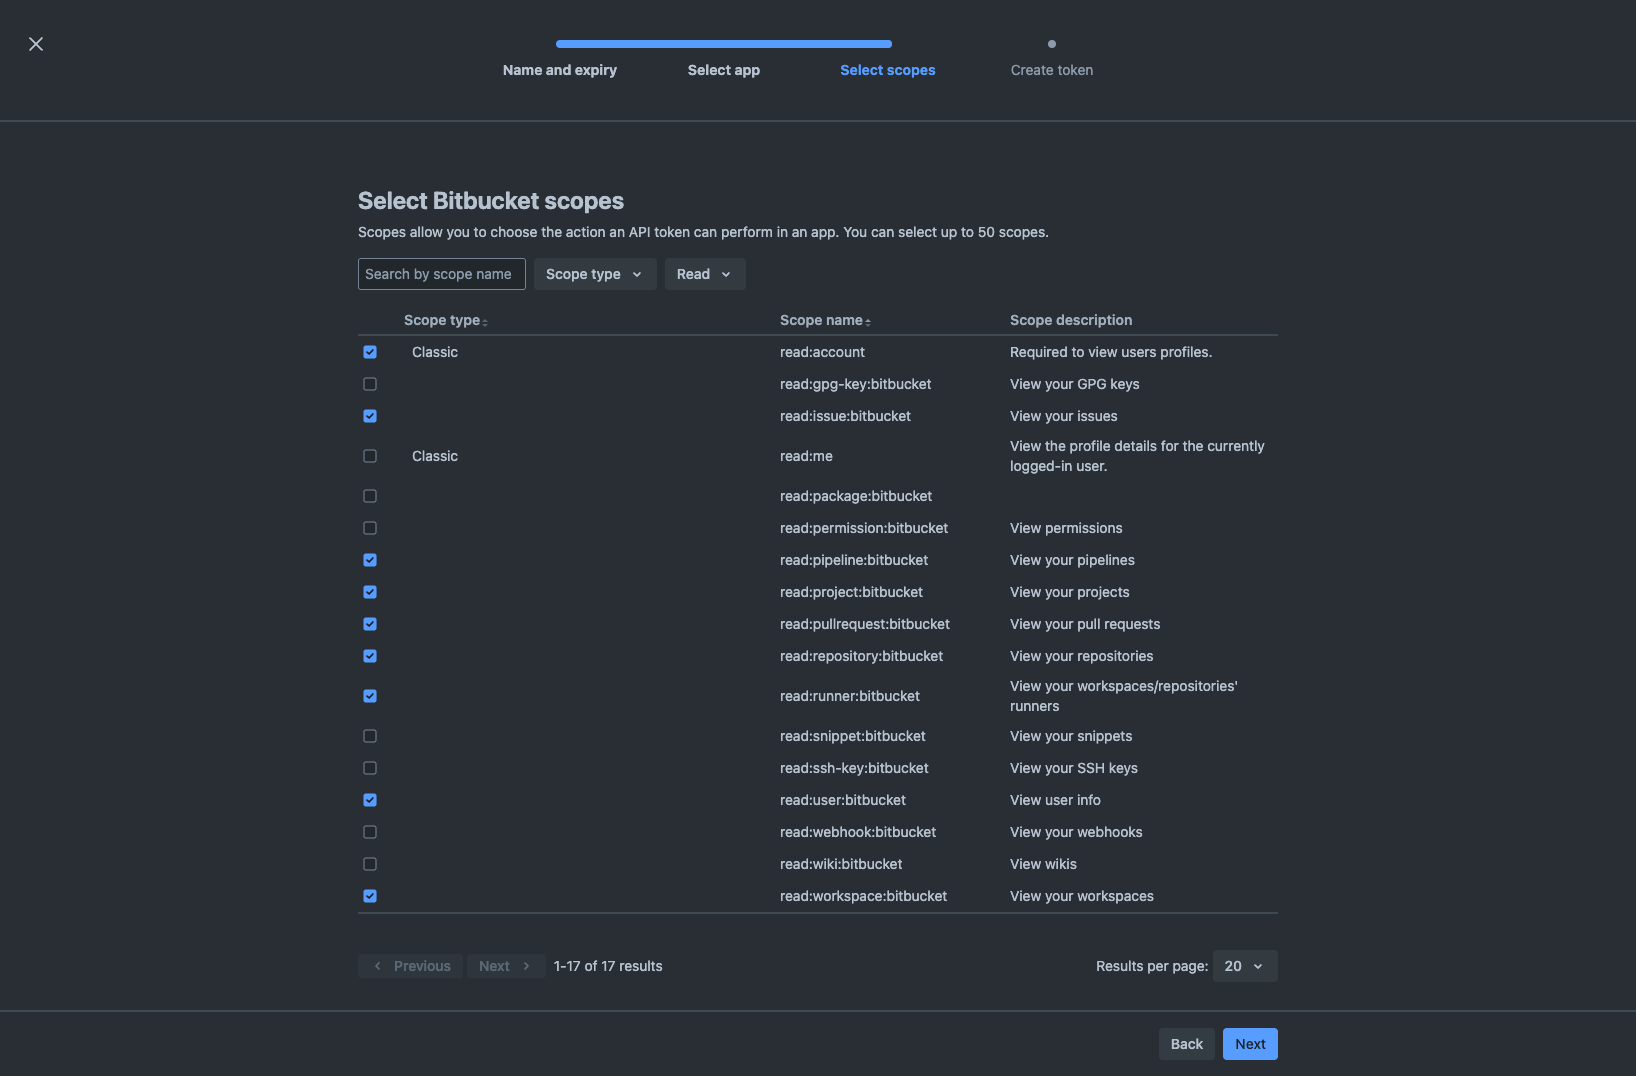 Name and expiry
Select app
Select scopes
Create token
Select Bitbucket scopes
Scopes allow you to choose the action an API token can perform in an app. You can select up to 50 scopes.
Search by scope name
Scope type
Read
Scope type Scope name Scope description
Classic read:account Required to view users profiles.
read:gpg-key:bitbucket View your GPG keys
read:issue:bitbucket View your issues
Classic read:me View the profile details for the currently
logged-in user.
read:package:bitbucket
read:permission:bitbucket View permissions
read:pipeline:bitbucket View your pipelines
read:project:bitbucket View your projects
read:pullrequest:bitbucket View your pull requests
read:repository:bitbucket View your repositories
read:runner:bitbucket View your workspaces/repositories'
runners
read:snippet:bitbucket View your snippets
read:ssh-key:bitbucket View your SSH keys
read:user:bitbucket View user info
read:webhook:bitbucket View your webhooks
read:wiki:bitbucket View wikis
read:workspace:bitbucket View your workspaces
Previous Next 1-17 of 17 results Results per page: 20
Back Next